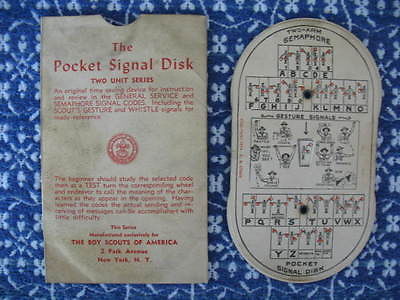 The
Pocket Signal Disk
TWO UNIT SERIES
An original time saving device for instruction
and review in the GENERAL SERVICE and
SEMAPHORE SIGNAL CODES. Including the
SCOUT'S GESTURE and WHISTLE signals for
ready-reference.
The beginner should study the selected code
then as a TEST turn the corresponding wheel
and endeavor to call the meaning of the char-
acters as they appear in the opening. Having
learned the codes the actual sending and re-
ceiving of messages can be accomplished with
little difficulty.
This Series
Manufactured exclusively for
THE BOY SCOUTS OF AMERICA
2 Park Avenue
New York, N. Y.
TWO-ARM
SEMAPHORE
A B C D E
F G H I J K L M N O
GESTURE SIGNALS
P Q R S T U V W X
Y Z
POCKET
SIGNAL DISK